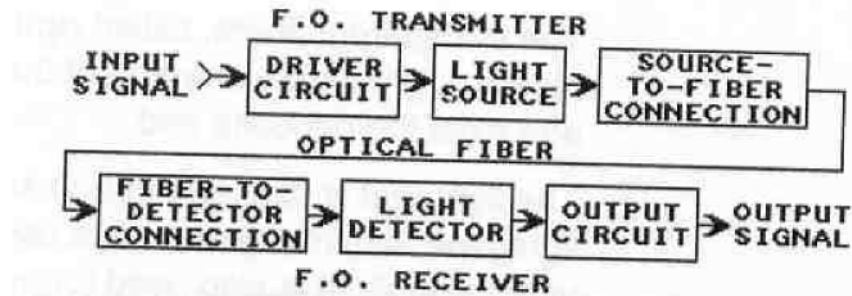 F.O. TRANSMITTER
INPUT
SIGNAL
DRIVER
CIRCUIT
LIGHT
SOURCE
SOURCE-
TO-FIBER
CONNECTION
OPTICAL FIBER
FIBER-TO-
DETECTOR
CONNECTION
LIGHT
DETECTOR
OUTPUT
CIRCUIT
OUTPUT
SIGNAL
F.O. RECEIVER